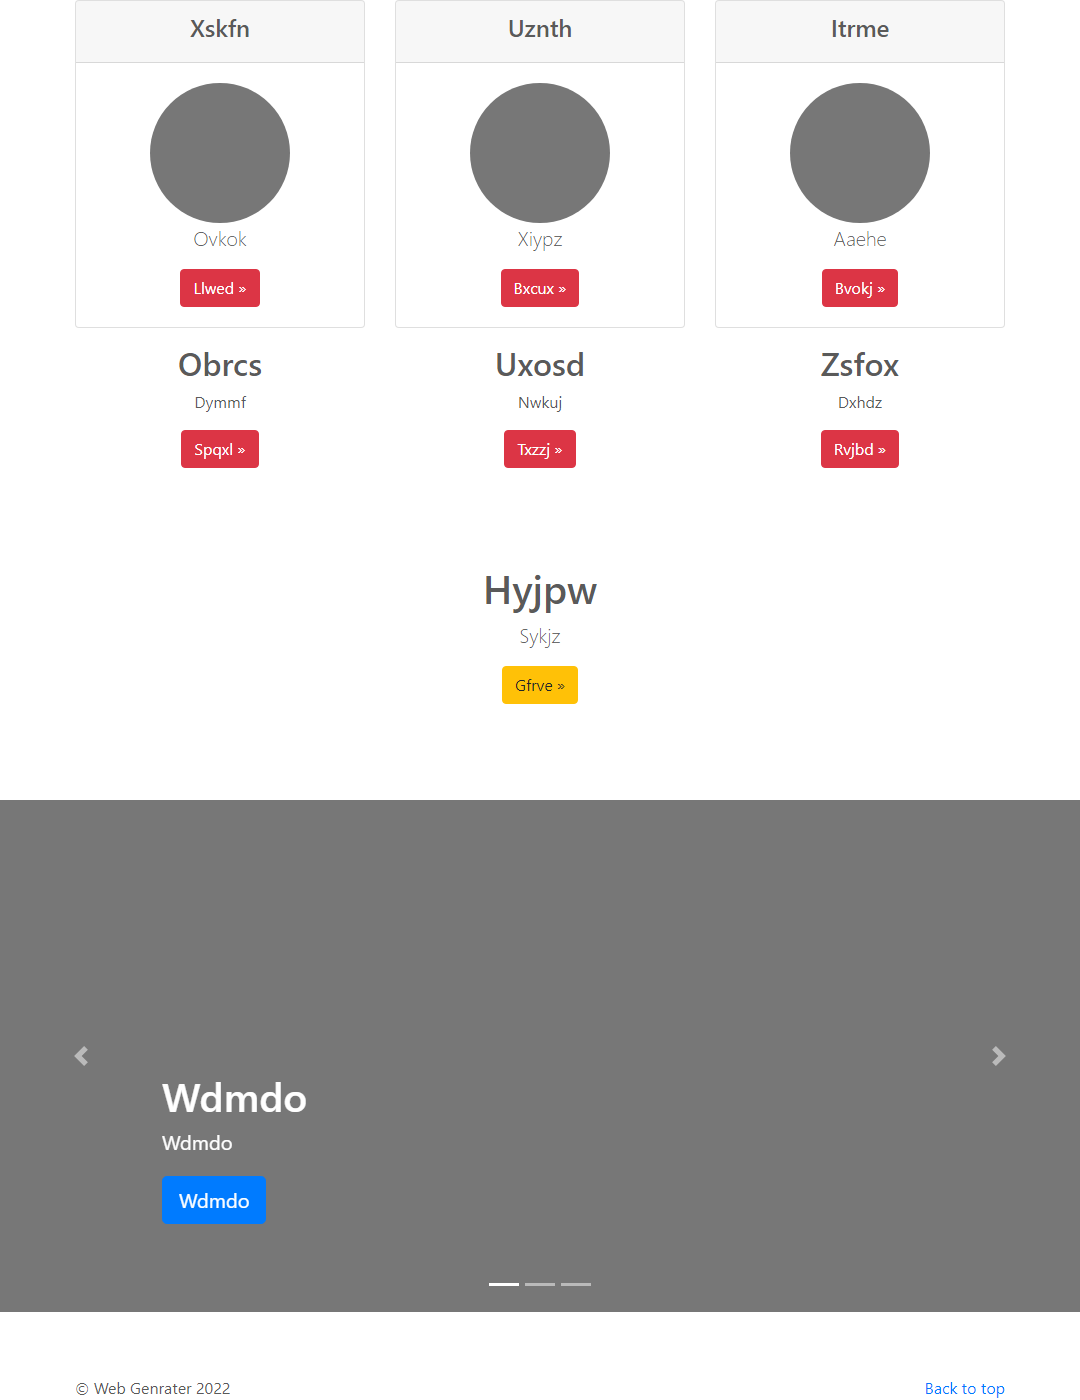 Xskfn
Uznth
Itrme
Ovkok
Xiypz
Aaehe
Llwed »
Bxcux »
Bvokj »
Obrcs
Uxosd
Zsfox
Dymmf
Nwkuj
Dxhdz
Spqxl »
Txzzj »
Rvjbd »
Hyjpw
Sykjz
Gfrve »
Wdmdo
Wdmdo
Wdmdo
© Web Genrater 2022
Back to top